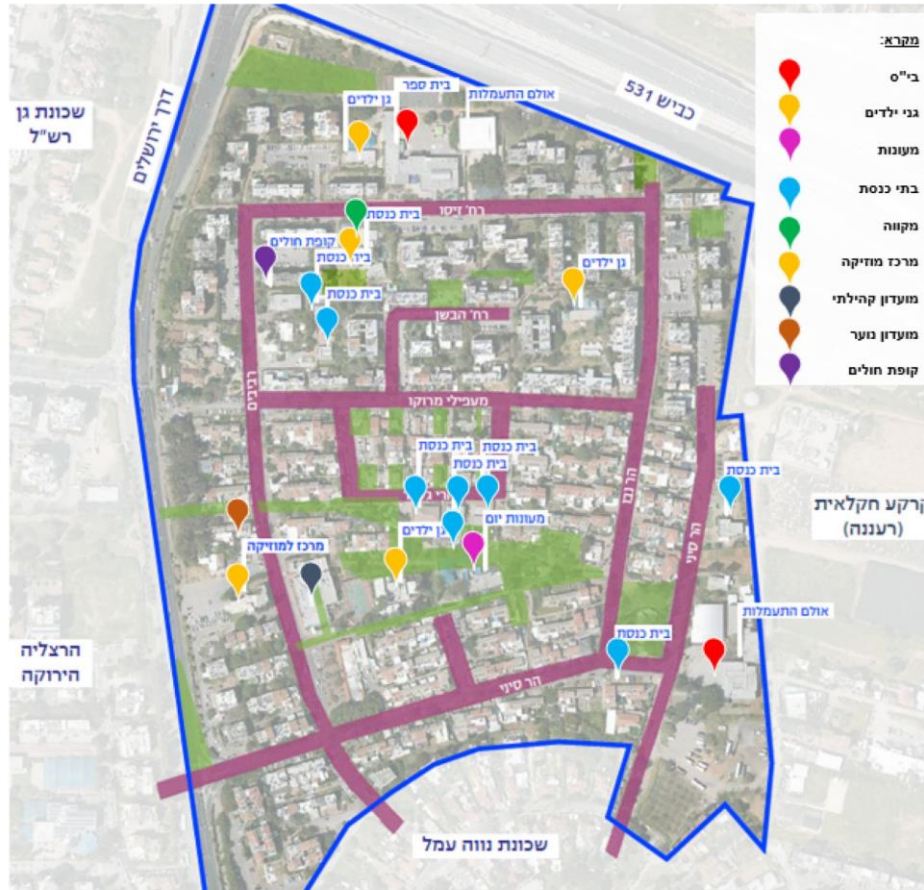 מקרא:
בי"ס
גני ילדים
מעונות
בתי כנסת
מקווה
מרכז מוזיקה
מועדון קהילתי
מועדון נוער
קופת חולים
כביש 531
דרך ירושלים
שכונת גן
רש"ל
בית ספר
גן ילדים
אולם התעמלות
רח' זיסו
בית כנסת
קופת חולים
בית כנסת
בית כנסת
גן ילדים
רח' הבשן
רביבים
מעפילי מרוקו
בית כנסת
בית כנסת
בית כנסת
בית כנסת
הר נבו
הר סיני
קרקע חקלאית
(רעננה)
מעונות יום
גן ילדים
מרכז למוזיקה
אולם התעמלות
בית כנסת
הרצליה
הירוקה
הר סיני
שכונת נווה עמל